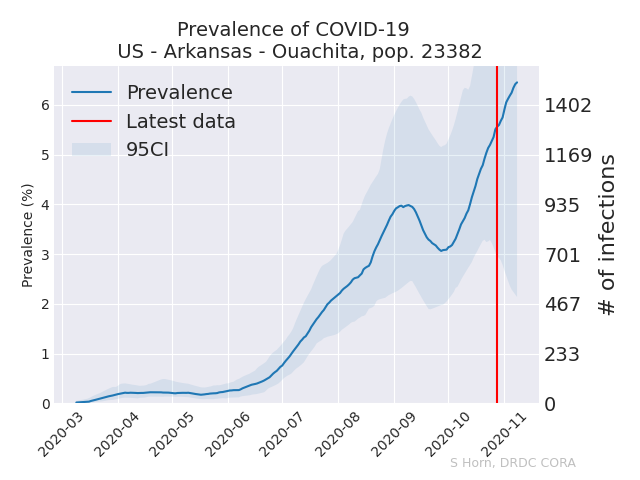 Prevalence of COVID-19
US - Arkansas - Ouachita, pop. 23382
Prevalence
Latest data
95CI
Prevalence (%)
6
5
4
3
2
1
0
1402
1169
935
701
467
233
0
# of infections
2020-03
2020-04
2020-05
2020-06
2020-07
2020-08
2020-09
2020-10
2020-11
S Horn, DRDC CORA